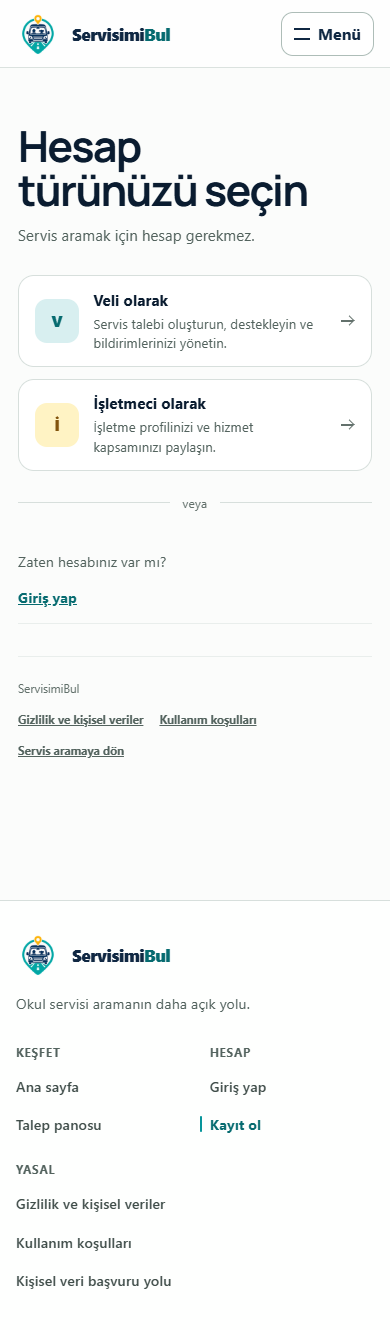 ServisimiBul
Menü
Hesap
türünüzü seçin
Servis aramak için hesap gerekmez.
V
Veli olarak
Servis talebi oluşturun, destekleyin ve
bildirimlerinizi yönetin.
İ
İşletmeci olarak
İşletme profilinizi ve hizmet
kapsamınızı paylaşın.
veya
Zaten hesabınız var mı?
Giriş yap
ServisimiBul
Gizlilik ve kişisel veriler Kullanım koşulları
Servis aramaya dön
ServisimiBul
Okul servisi aramanın daha açık yolu.
KEŞFET
Ana sayfa
Talep panosu
HESAP
Giriş yap
Kayıt ol
YASAL
Gizlilik ve kişisel veriler
Kullanım koşulları
Kişisel veri başvuru yolu